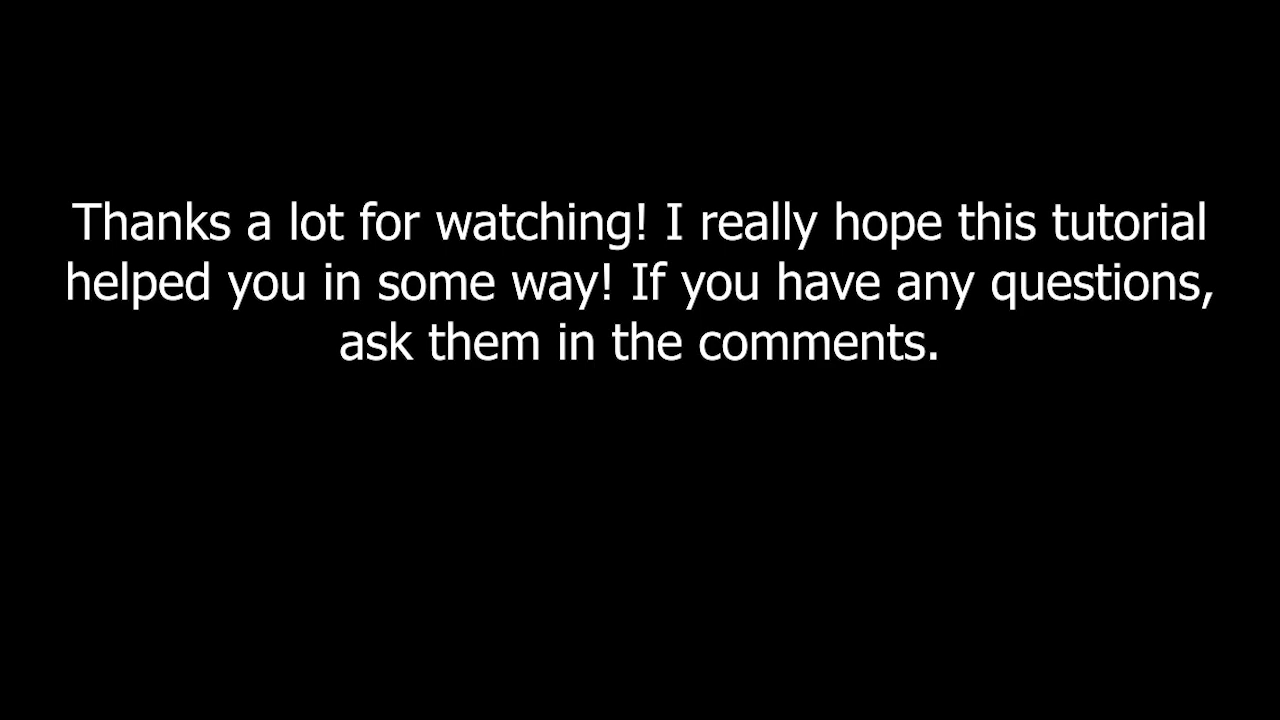 Thanks a lot for watching! I really hope this tutorial
helped you in some way! If you have any questions,
ask them in the comments.